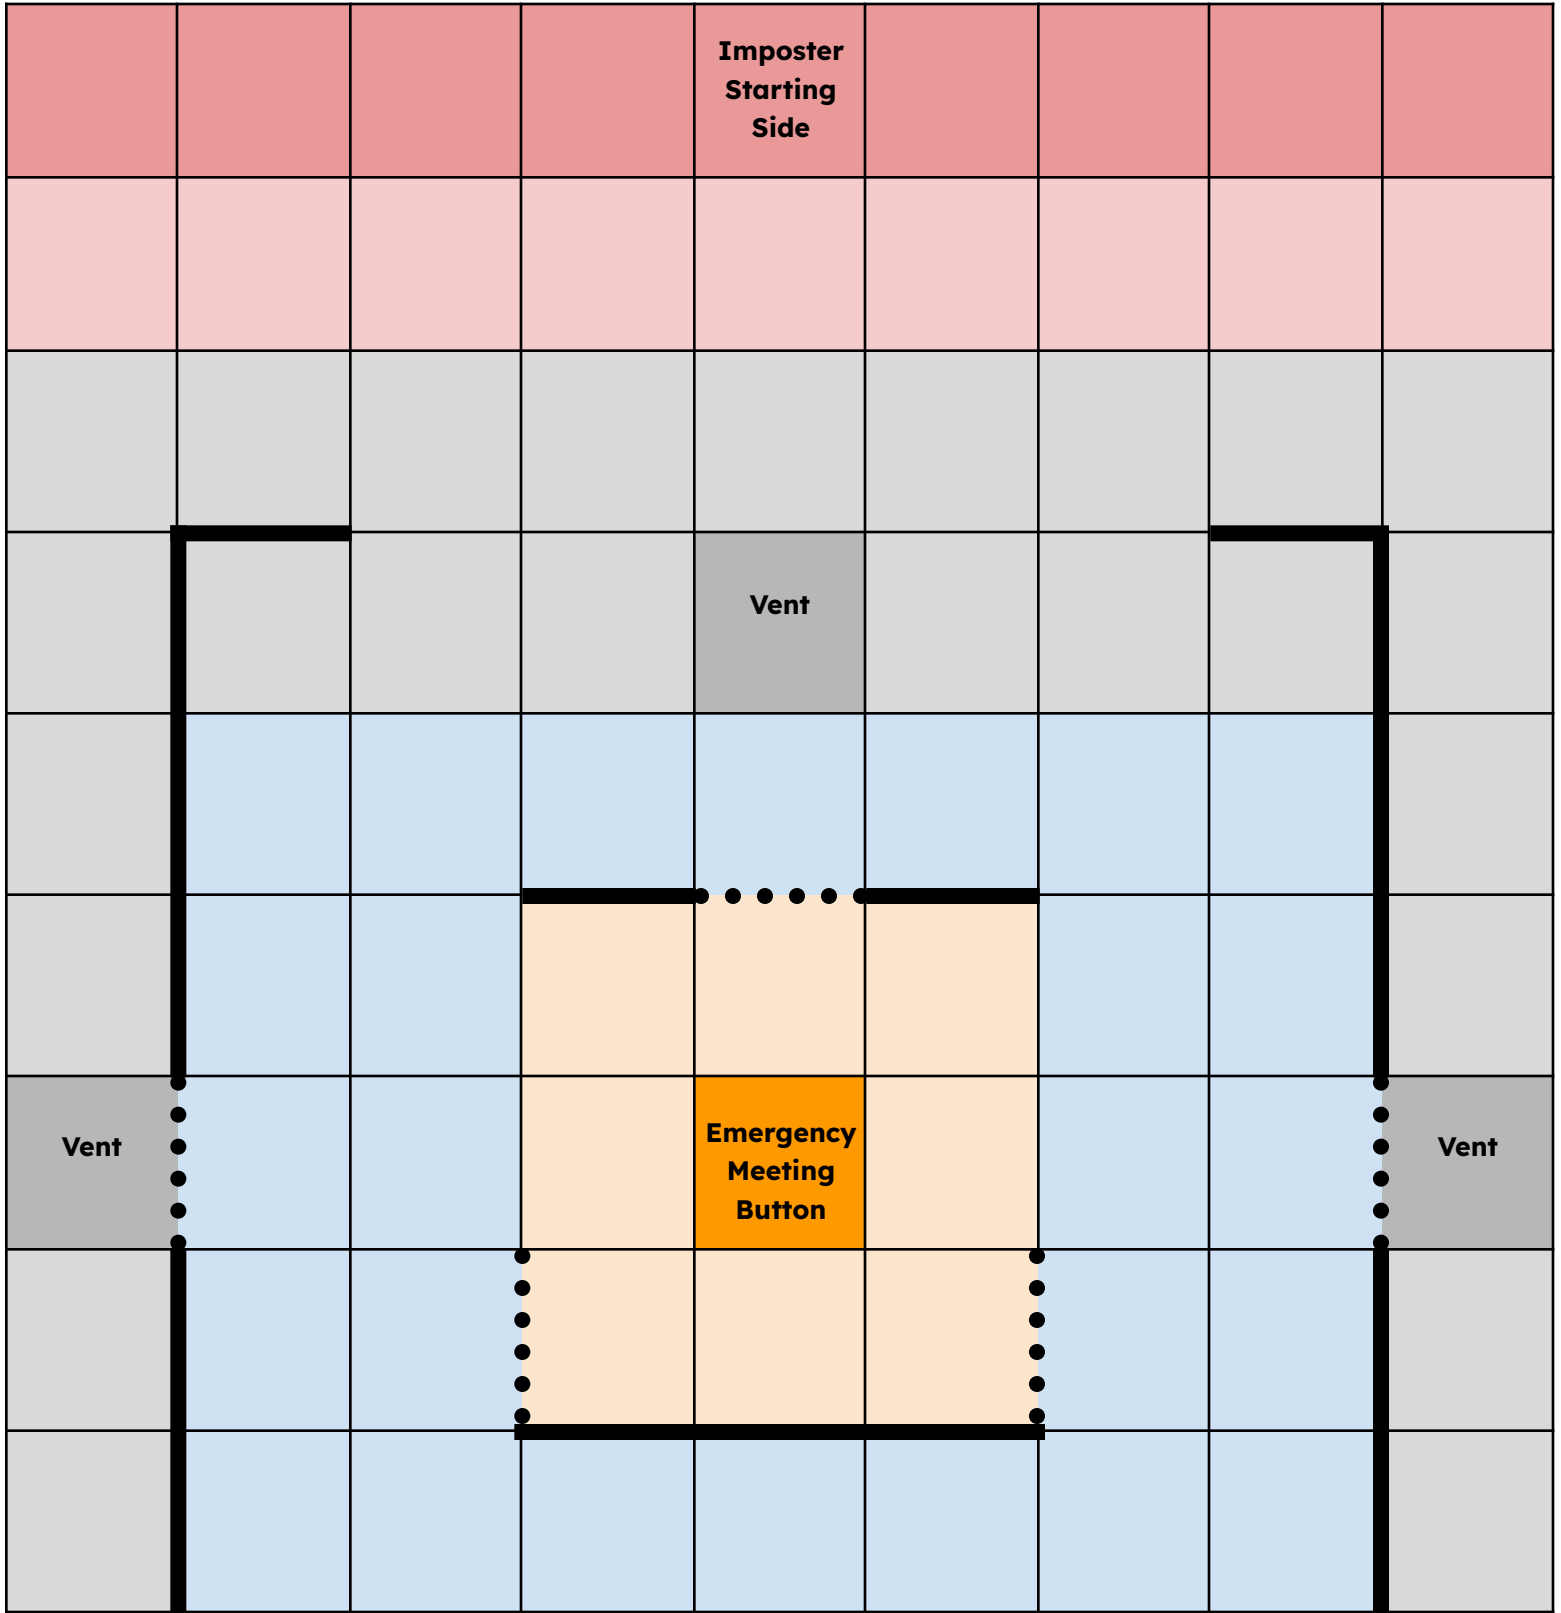 Imposter
Starting
Side
Vent
Vent
Emergency
Meeting
Button
Vent